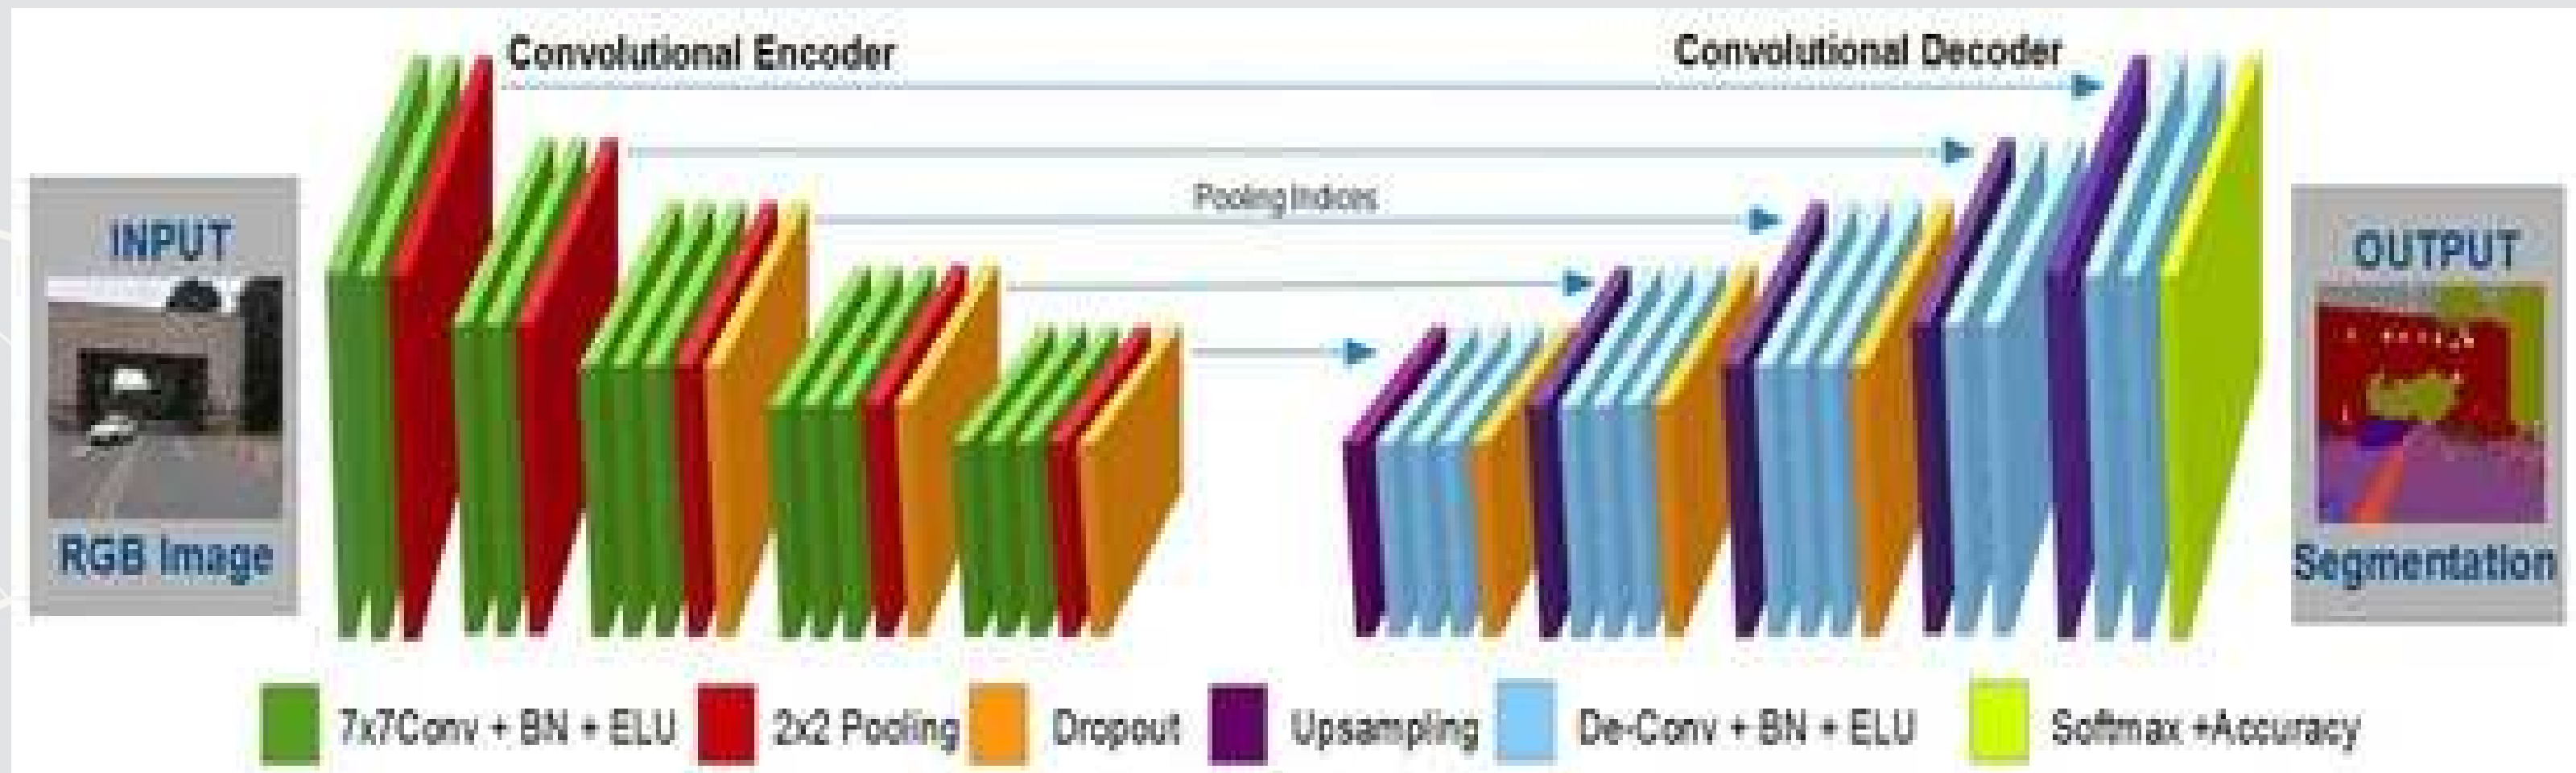 Convolutional Encoder
Convolutional Decoder
Pooling Indices
INPUT
RGB Image
OUTPUT
Segmentation
7x7Conv + BN + ELU
2x2 Pooling
Dropout
Upsampling
De-Conv + BN + ELU
Softmax +Accuracy